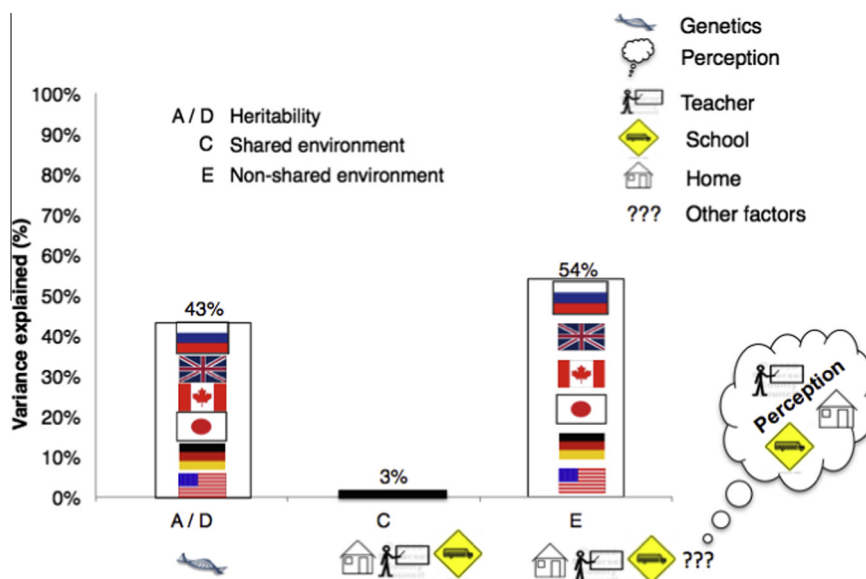 Genetics
Perception
Teacher
School
Home
??? Other factors
A / D Heritability
C Shared environment
E Non-shared environment
Variance explained (%)
100%
90%
80%
70%
60%
50%
40%
30%
20%
10%
0%
43%
3%
54%
A / D
C
E
???
Perception